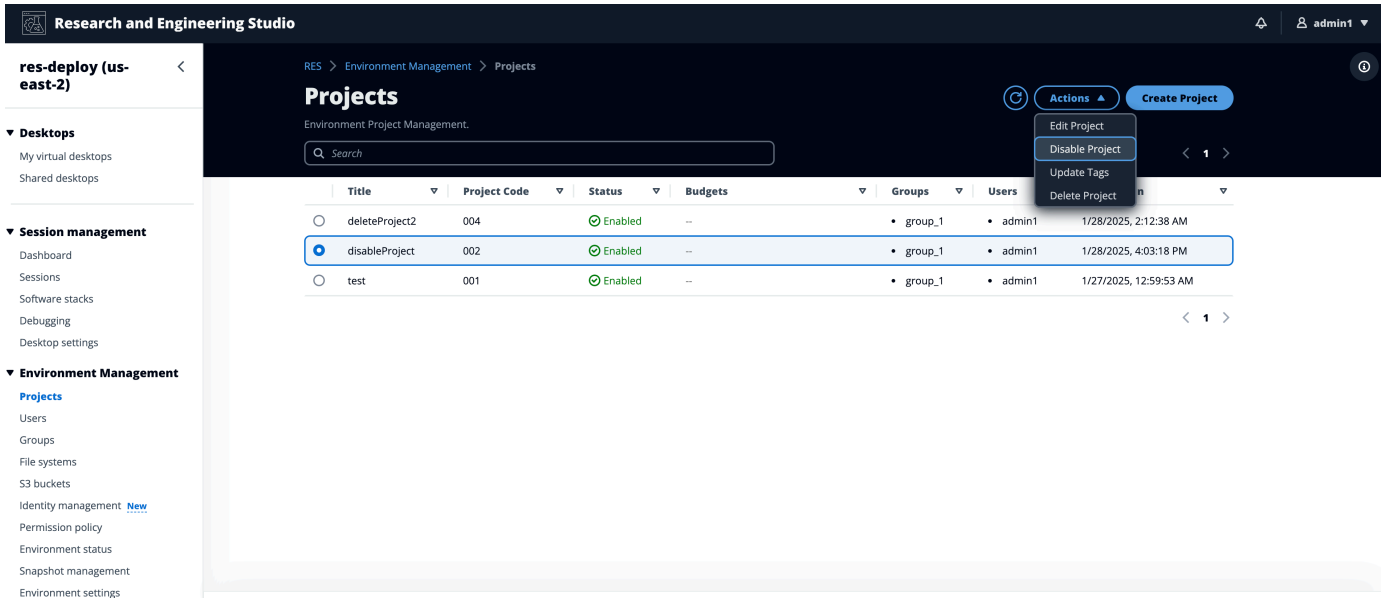 Research and Engineering Studio
admin1
res-deploy (us-
east-2)
Desktops
My virtual desktops
Shared desktops
Session management
Dashboard
Sessions
Software stacks
Debugging
Desktop settings
Environment Management
Projects
Users
Groups
File systems
S3 buckets
Identity management New
Permission policy
Environment status
Snapshot management
Environment settings
RES > Environment Management > Projects
Projects
Environment Project Management.
Actions
Create Project
Edit Project
Disable Project
Update Tags
Delete Project
Search
1
Title Project Code Status Budgets Groups Users
deleteProject2 004 Enabled -- • group_1 • admin1 1/28/2025, 2:12:38 AM
disableProject 002 Enabled -- • group_1 • admin1 1/28/2025, 4:03:18 PM
test 001 Enabled -- • group_1 • admin1 1/27/2025, 12:59:53 AM
1